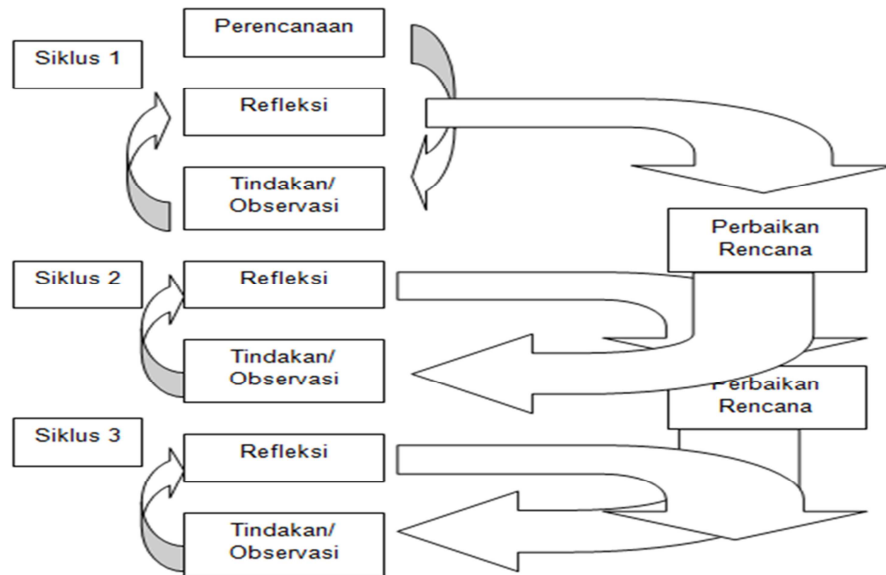 Siklus 1
Perencanaan
Refleksi
Tindakan/
Observasi
Perbaikan
Rencana
Siklus 2
Refleksi
Tindakan/
Observasi
Perbaikan
Rencana
Siklus 3
Refleksi
Tindakan/
Observasi